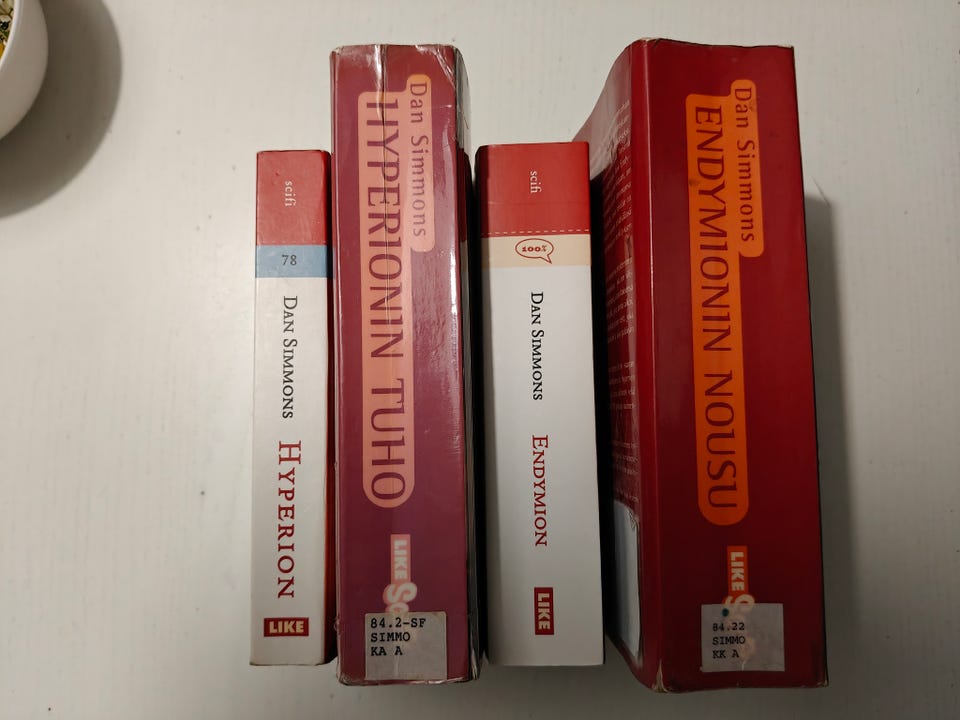 scifi
78
DAN SIMMONS
HYPERION
LIKE
Dan Simmons
HYPERIONIN TUHO
LIKE
84.2-SF
SIMMO
KA A
scifi
100%
DAN SIMMONS
ENDYMION
LIKE
Dan Simmons
ENDYMIONIN NOUSU
LIKE
84.22
SIMMO
KK A